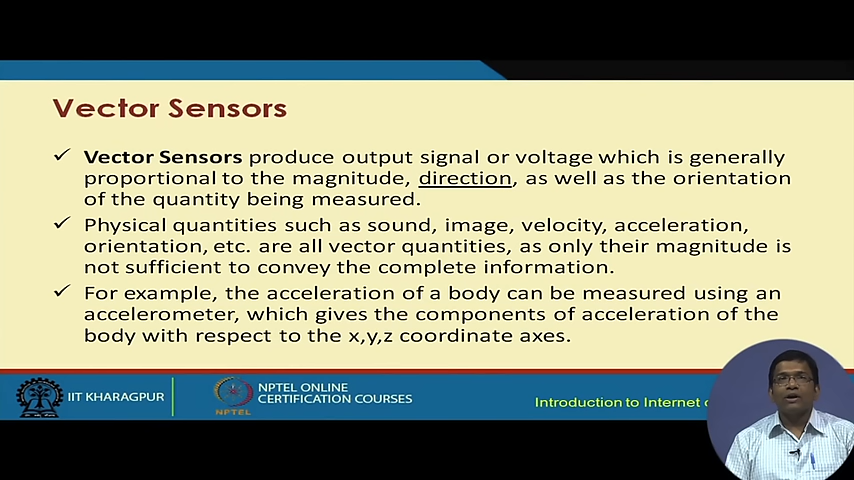 Vector Sensors
✓ Vector Sensors produce output signal or voltage which is generally
proportional to the magnitude, direction, as well as the orientation
of the quantity being measured.
✓ Physical quantities such as sound, image, velocity, acceleration,
orientation, etc. are all vector quantities, as only their magnitude is
not sufficient to convey the complete information.
✓ For example, the acceleration of a body can be measured using an
accelerometer, which gives the components of acceleration of the
body with respect to the x,y,z coordinate axes.
IIT KHARAGPUR
NPTEL
NPTEL ONLINE
CERTIFICATION COURSES
Introduction to Internet